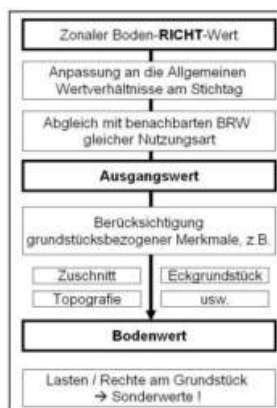 Zonaler Boden-RICHT-Wert
Anpassung an die Allgemeinen
Wertverhältnisse am Stichtag
Abgleich mit benachbarten BRW
gleicher Nutzungsart
Ausgangswert
Berücksichtigung
grundstücksbezogener Merkmale, z.B.
Zuschnitt
Eckgrundstück
Topografie
usw.
Bodenwert
Lasten / Rechte am Grundstück
→ Sonderwerte !